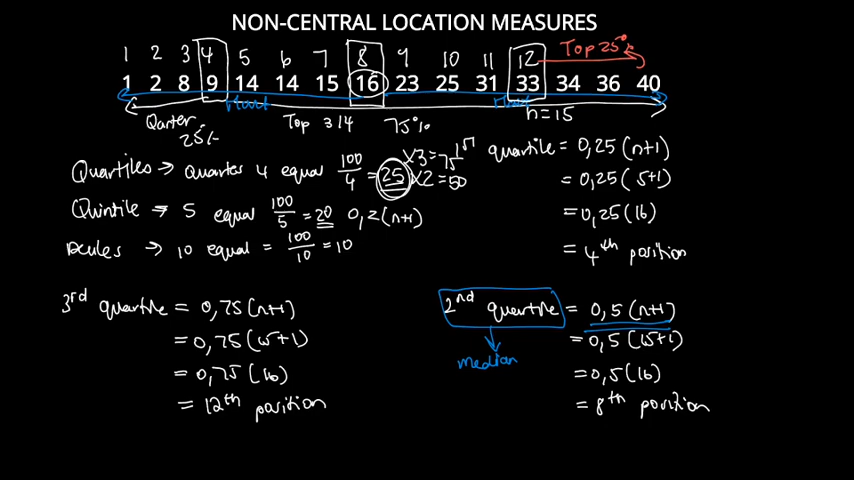 NON-CENTRAL LOCATION MEASURES
1 2 3 4 5 6 7 8 9 10 11 12 Top 25%
1 2 8 9 14 14 15 16 23 25 31 33 34 36 40
n=15
Qarter Top 3/4 75%
25%
Quartiles → quarter 4 equal 100/4 = 25 x3=75 x2=50
Quintile → 5 equal 100/5 = 20 0,2(n+1)
→ 10 equal = 100/10 = 10
1st quartile = 0,25(n+1)
= 0,25(15+1)
= 0,25(16)
= 4th position
3rd quartile = 0,75(n+1)
= 0,75(15+1)
= 0,75(16)
= 12th position
2nd quartile = 0,5(n+1)
median
= 0,5(15+1)
= 0,5(16)
= 8th position